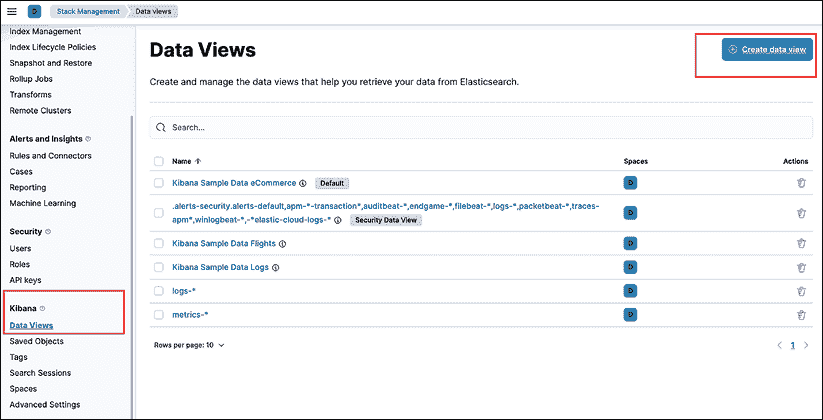 D Stack Management Data views
Index Management
Index Lifecycle Policies
Snapshot and Restore
Rollup Jobs
Transforms
Remote Clusters
Alerts and Insights
Rules and Connectors
Cases
Reporting
Machine Learning
Security
Users
Roles
API keys
Kibana
Data Views
Saved Objects
Tags
Search Sessions
Spaces
Advanced Settings
Data Views
Create data view
Create and manage the data views that help you retrieve your data from Elasticsearch.
Search...
Name Spaces Actions
Kibana Sample Data eCommerce Default D
.alerts-security.alerts-default,apm-*-transaction*,auditbeat-*,endgame-*,filebeat-*,logs-*,packetbeat-*,traces-
apm*,winlogbeat-*,-*elastic-cloud-logs-* Security Data View D
Kibana Sample Data Flights D
Kibana Sample Data Logs D
logs-* D
metrics-* D
Rows per page: 10 1